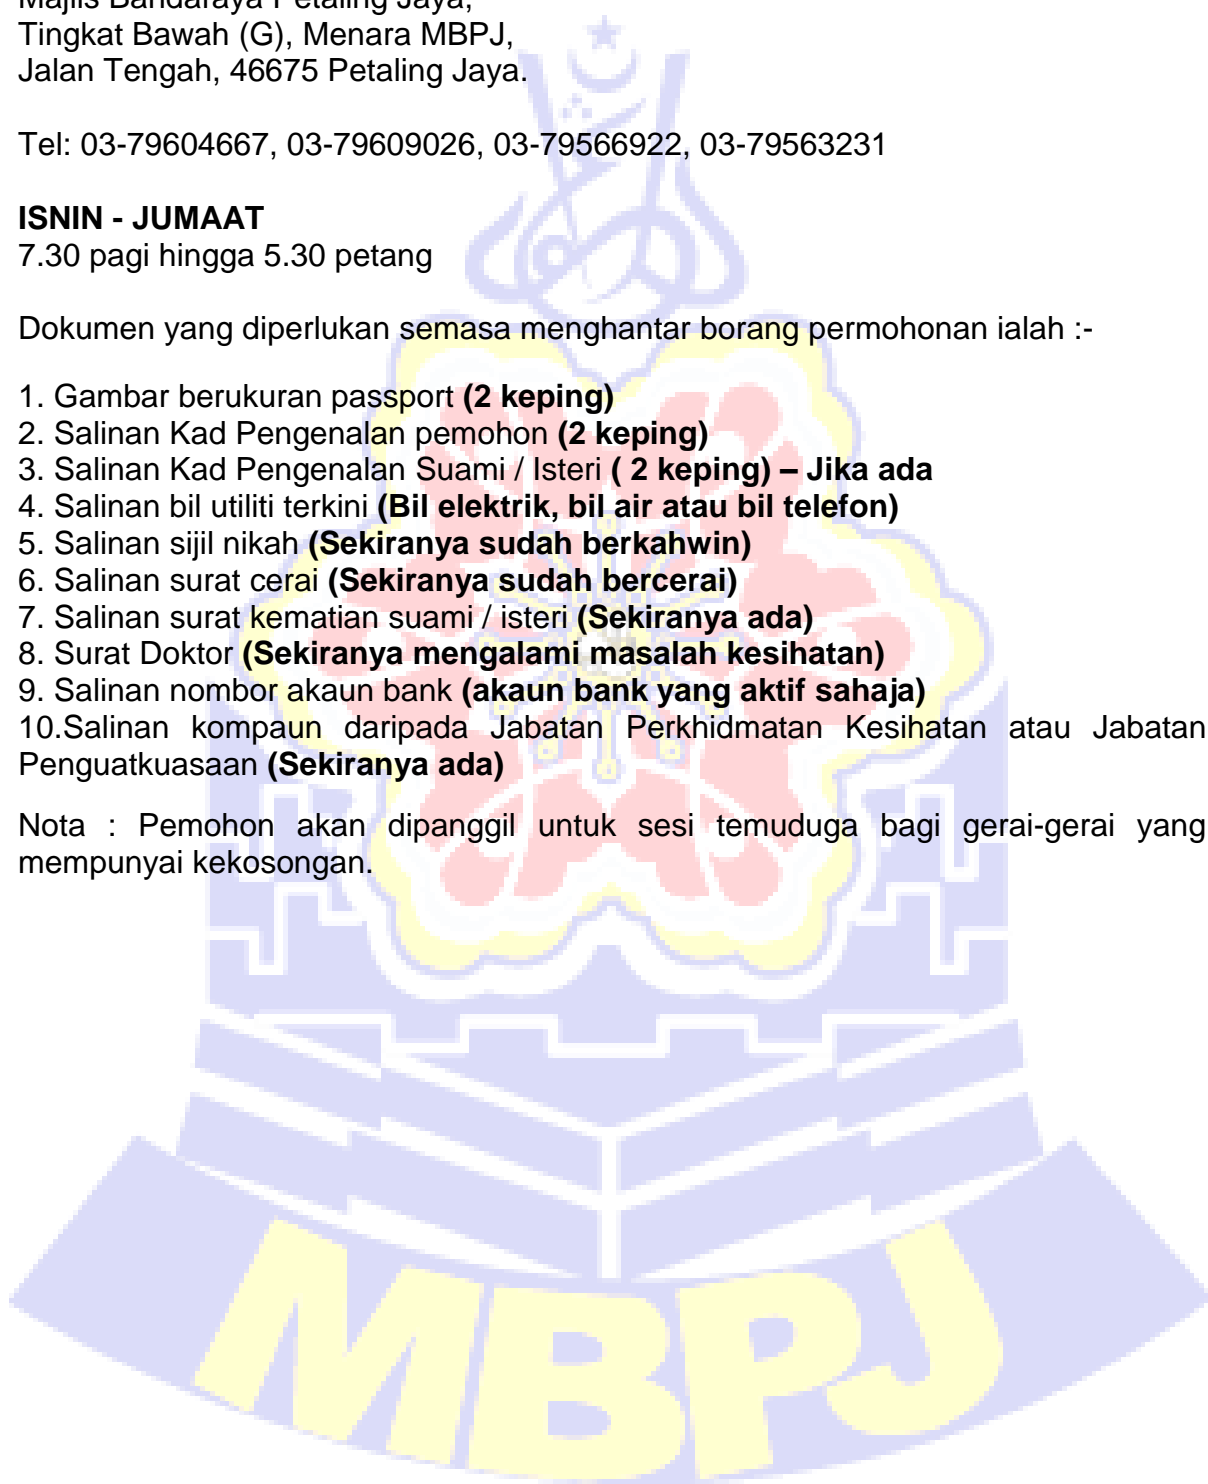 Majlis Bandaraya Petaling Jaya,
Tingkat Bawah (G), Menara MBPJ,
Jalan Tengah, 46675 Petaling Jaya.
Tel: 03-79604667, 03-79609026, 03-79566922, 03-79563231
ISNIN - JUMAAT
7.30 pagi hingga 5.30 petang
Dokumen yang diperlukan semasa menghantar borang permohonan ialah :-
1. Gambar berukuran passport (2 keping)
2. Salinan Kad Pengenalan pemohon (2 keping)
3. Salinan Kad Pengenalan Suami / Isteri ( 2 keping) – Jika ada
4. Salinan bil utiliti terkini (Bil elektrik, bil air atau bil telefon)
5. Salinan sijil nikah (Sekiranya sudah berkahwin)
6. Salinan surat cerai (Sekiranya sudah bercerai)
7. Salinan surat kematian suami / isteri (Sekiranya ada)
8. Surat Doktor (Sekiranya mengalami masalah kesihatan)
9. Salinan nombor akaun bank (akaun bank yang aktif sahaja)
10.Salinan kompaun daripada Jabatan Perkhidmatan Kesihatan atau Jabatan
Penguatkuasaan (Sekiranya ada)
Nota : Pemohon akan dipanggil untuk sesi temuduga bagi gerai-gerai yang
mempunyai kekosongan.
MBPJ